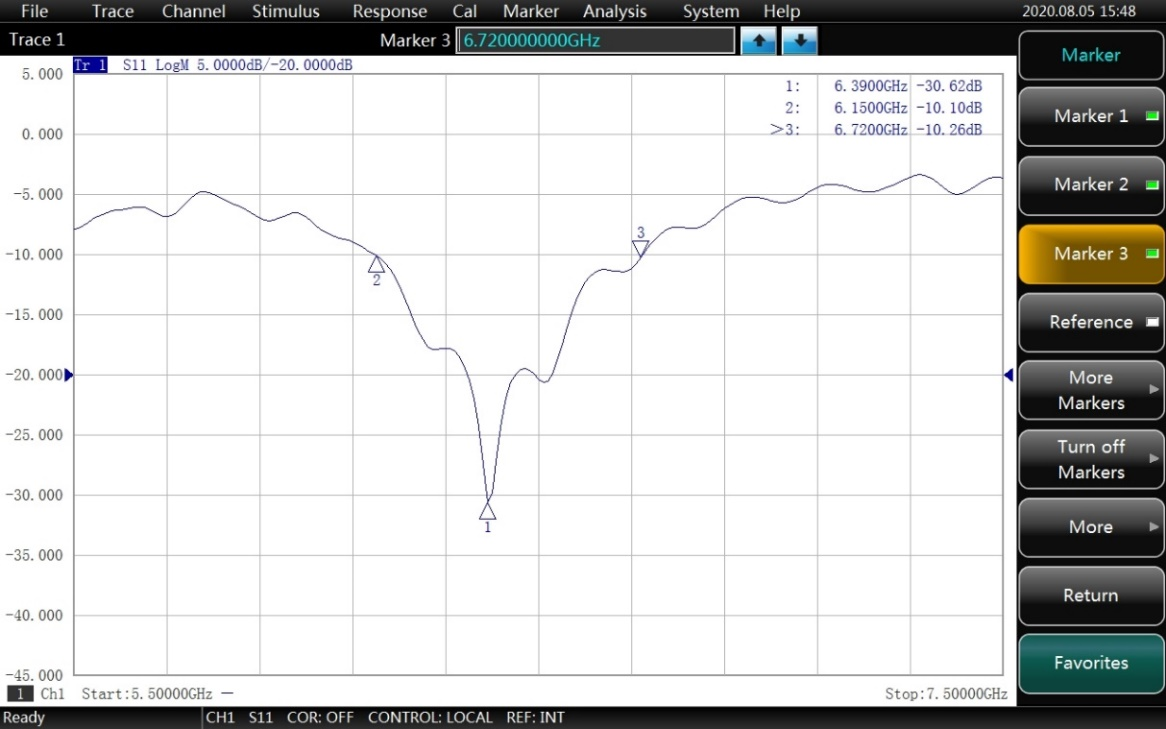 File Trace Channel Stimulus Response Cal Marker Analysis System Help 2020.08.05 15:48
Trace 1 Marker 3 6.720000000GHz
Tr 1 S11 LogM 5.0000dB/-20.0000dB
1: 6.3900GHz -30.62dB
2: 6.1500GHz -10.10dB
>3: 6.7200GHz -10.26dB
5.000
0.000
-5.000
-10.000
-15.000
-20.000
-25.000
-30.000
-35.000
-40.000
-45.000
3
2
1
1 Ch1 Start:5.50000GHz — Stop:7.50000GHz
Ready CH1 S11 COR: OFF CONTROL: LOCAL REF: INT
Marker
Marker 1
Marker 2
Marker 3
Reference
More
Markers
Turn off
Markers
More
Return
Favorites